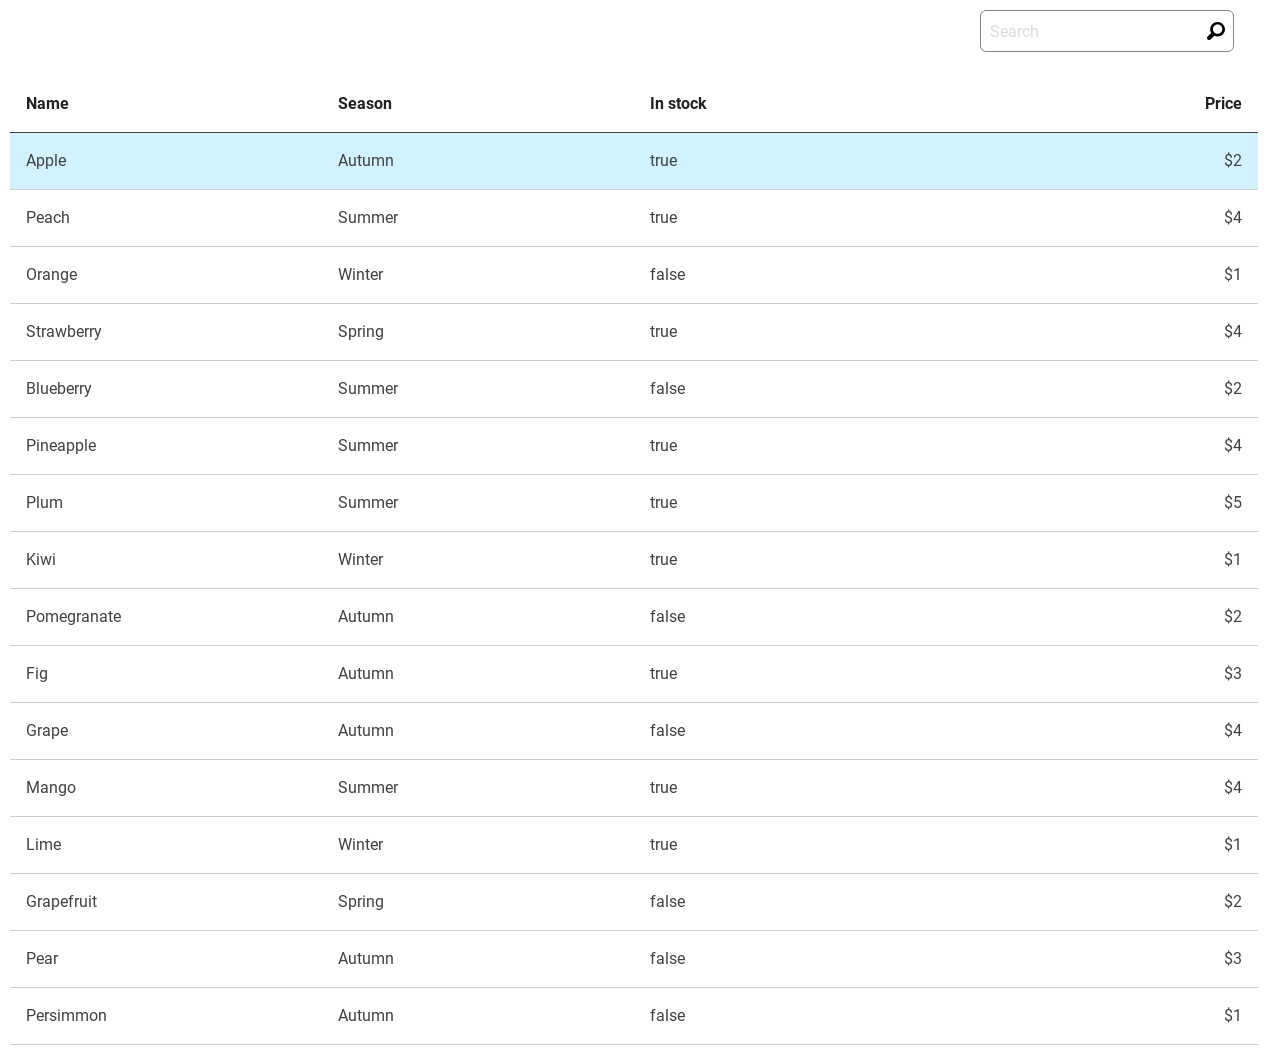 Search
Name Season In stock Price
Apple Autumn true $2
Peach Summer true $4
Orange Winter false $1
Strawberry Spring true $4
Blueberry Summer false $2
Pineapple Summer true $4
Plum Summer true $5
Kiwi Winter true $1
Pomegranate Autumn false $2
Fig Autumn true $3
Grape Autumn false $4
Mango Summer true $4
Lime Winter true $1
Grapefruit Spring false $2
Pear Autumn false $3
Persimmon Autumn false $1